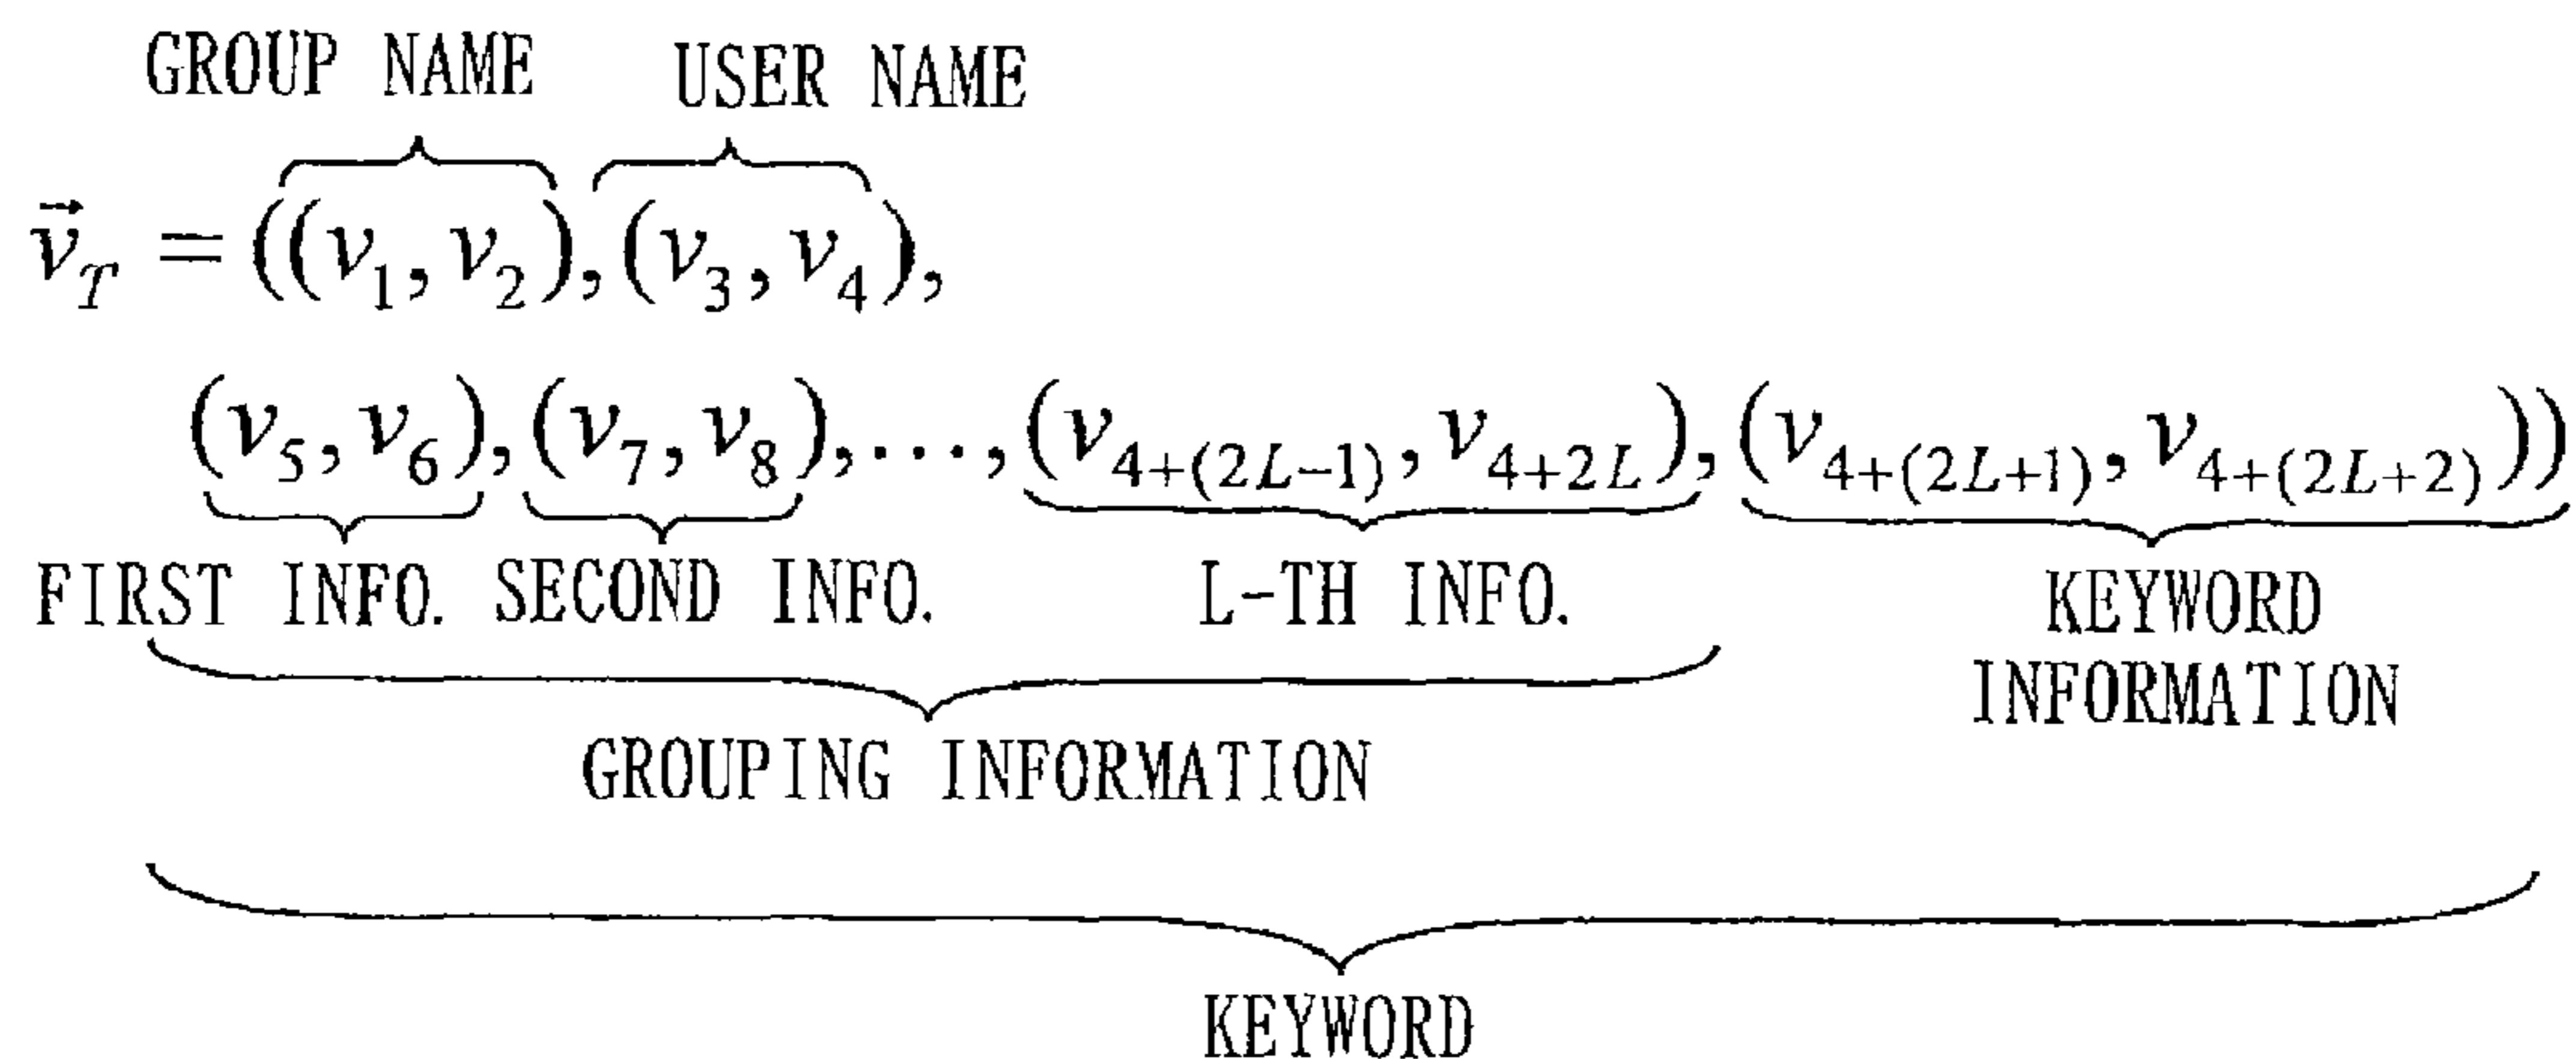 GROUP NAME USER NAME
$\vec{v}_T = ((v_1, v_2), (v_3, v_4),$
$(v_5, v_6), (v_7, v_8), \ldots, (v_{4+(2L-1)}, v_{4+2L}), (v_{4+(2L+1)}, v_{4+(2L+2)}))$
FIRST INFO. SECOND INFO. L-TH INFO. KEYWORD
INFORMATION
GROUPING INFORMATION
KEYWORD